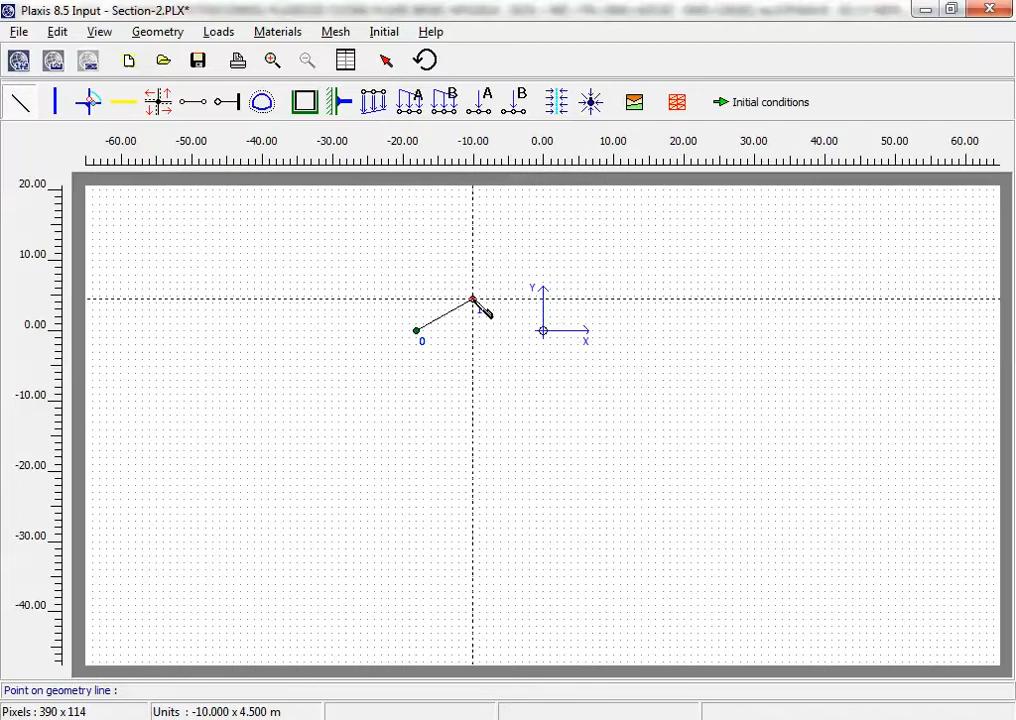 Plaxis 8.5 Input - Section-2.PLX*
File Edit View Geometry Loads Materials Mesh Initial Help
A B A B Initial conditions
-60.00 -50.00 -40.00 -30.00 -20.00 -10.00 0.00 10.00 20.00 30.00 40.00 50.00 60.00
20.00
10.00
0.00
-10.00
-20.00
-30.00
-40.00
Y
X
0
1
Point on geometry line :
Pixels : 390 x 114 Units : -10.000 x 4.500 m